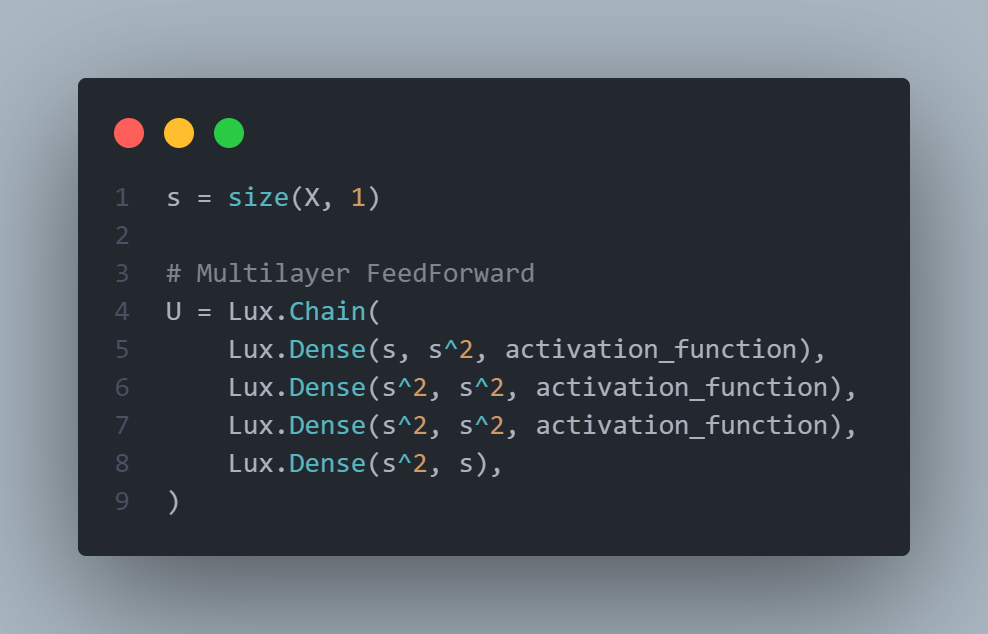 1 s = size(X, 1)
2
3 # Multilayer FeedForward
4 U = Lux.Chain(
5     Lux.Dense(s, s^2, activation_function),
6     Lux.Dense(s^2, s^2, activation_function),
7     Lux.Dense(s^2, s^2, activation_function),
8     Lux.Dense(s^2, s),
9 )